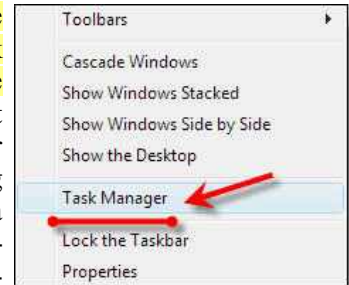 Toolbars
Cascade Windows
Show Windows Stacked
Show Windows Side by Side
Show the Desktop
Task Manager
Lock the Taskbar
Properties